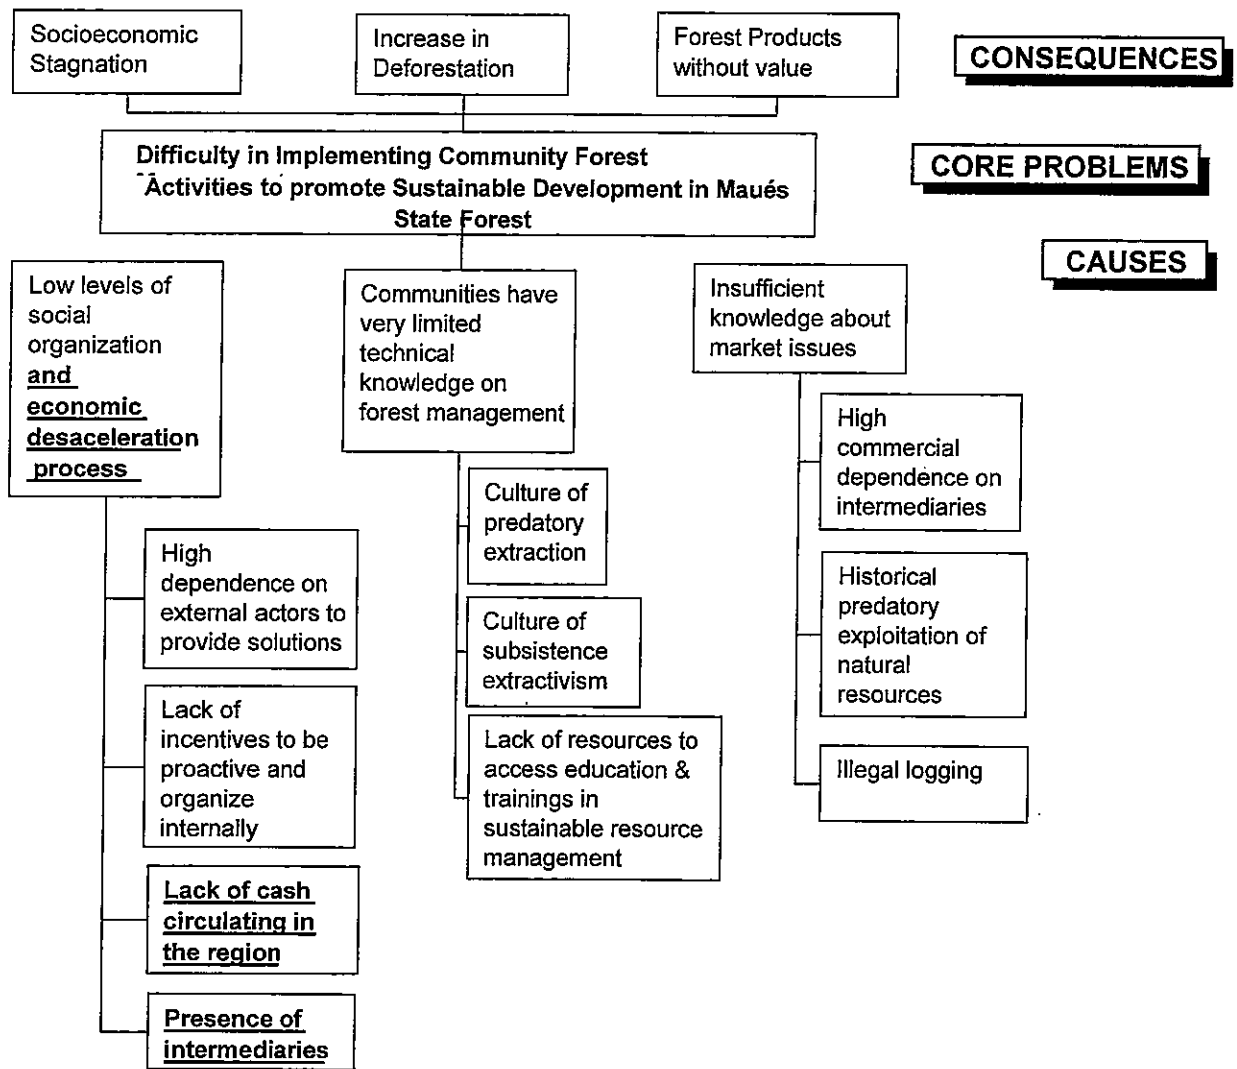 Socioeconomic
Stagnation
Increase in
Deforestation
Forest Products
without value
CONSEQUENCES
Difficulty in Implementing Community Forest
Activities to promote Sustainable Development in Maués
State Forest
CORE PROBLEMS
CAUSES
Low levels of
social
organization
and
economic
desaceleration
process
High
dependence on
external actors to
provide solutions
Lack of
incentives to be
proactive and
organize
internally
Lack of cash
circulating in
the region
Presence of
intermediaries
Communities have
very limited
technical
knowledge on
forest management
Culture of
predatory
extraction
Culture of
subsistence
extractivism
Lack of resources to
access education &
trainings in
sustainable resource
management
Insufficient
knowledge about
market issues
High
commercial
dependence on
intermediaries
Historical
predatory
exploitation of
natural
resources
Illegal logging